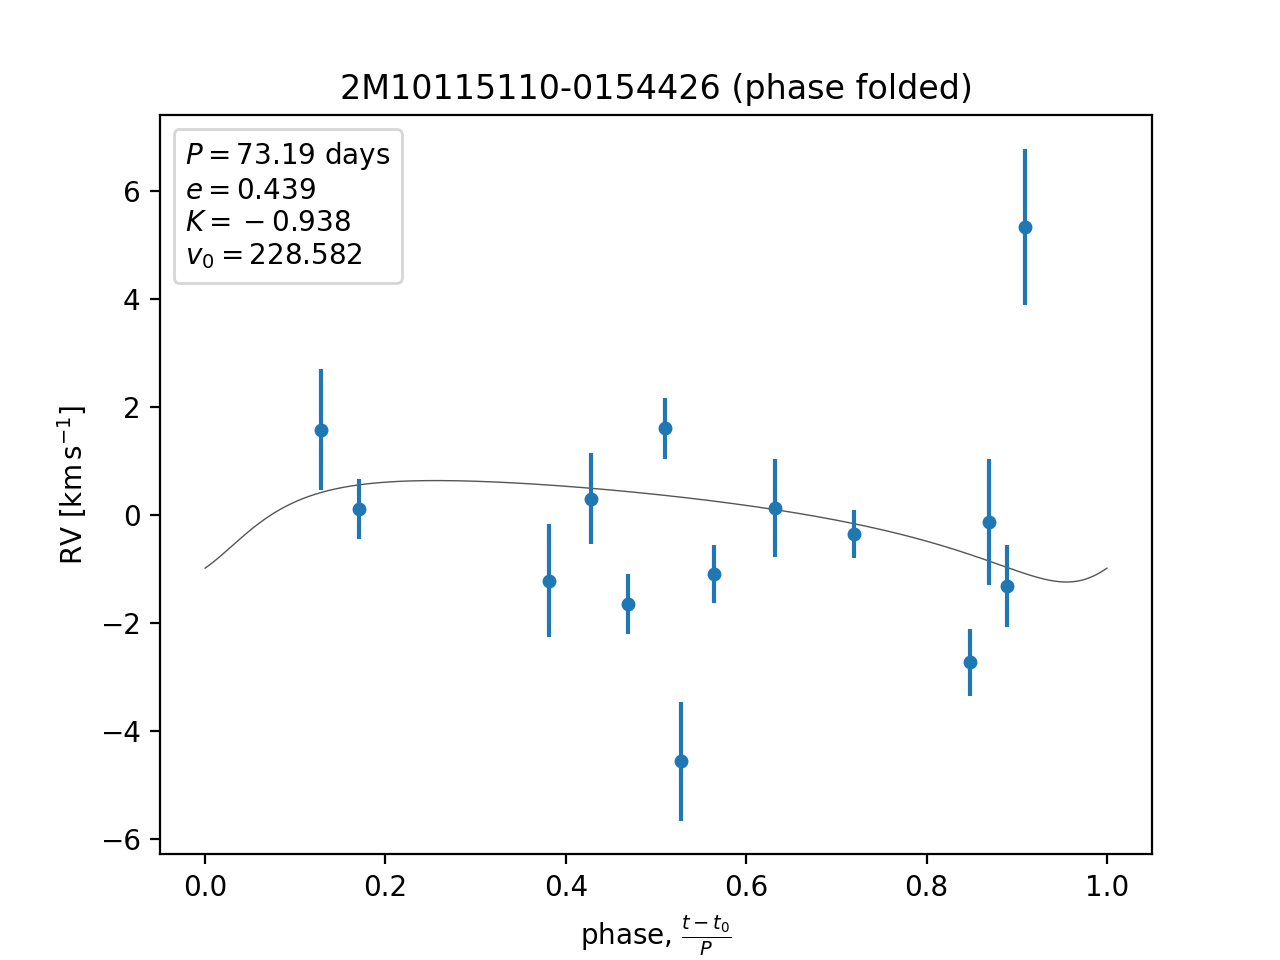 2M10115110-0154426 (phase folded)
P = 73.19 days
e = 0.439
K = −0.938
v₀ = 228.582
6
4
2
0
−2
−4
−6
RV [km s⁻¹]
0.0 0.2 0.4 0.6 0.8 1.0
phase, (t − t₀)/P